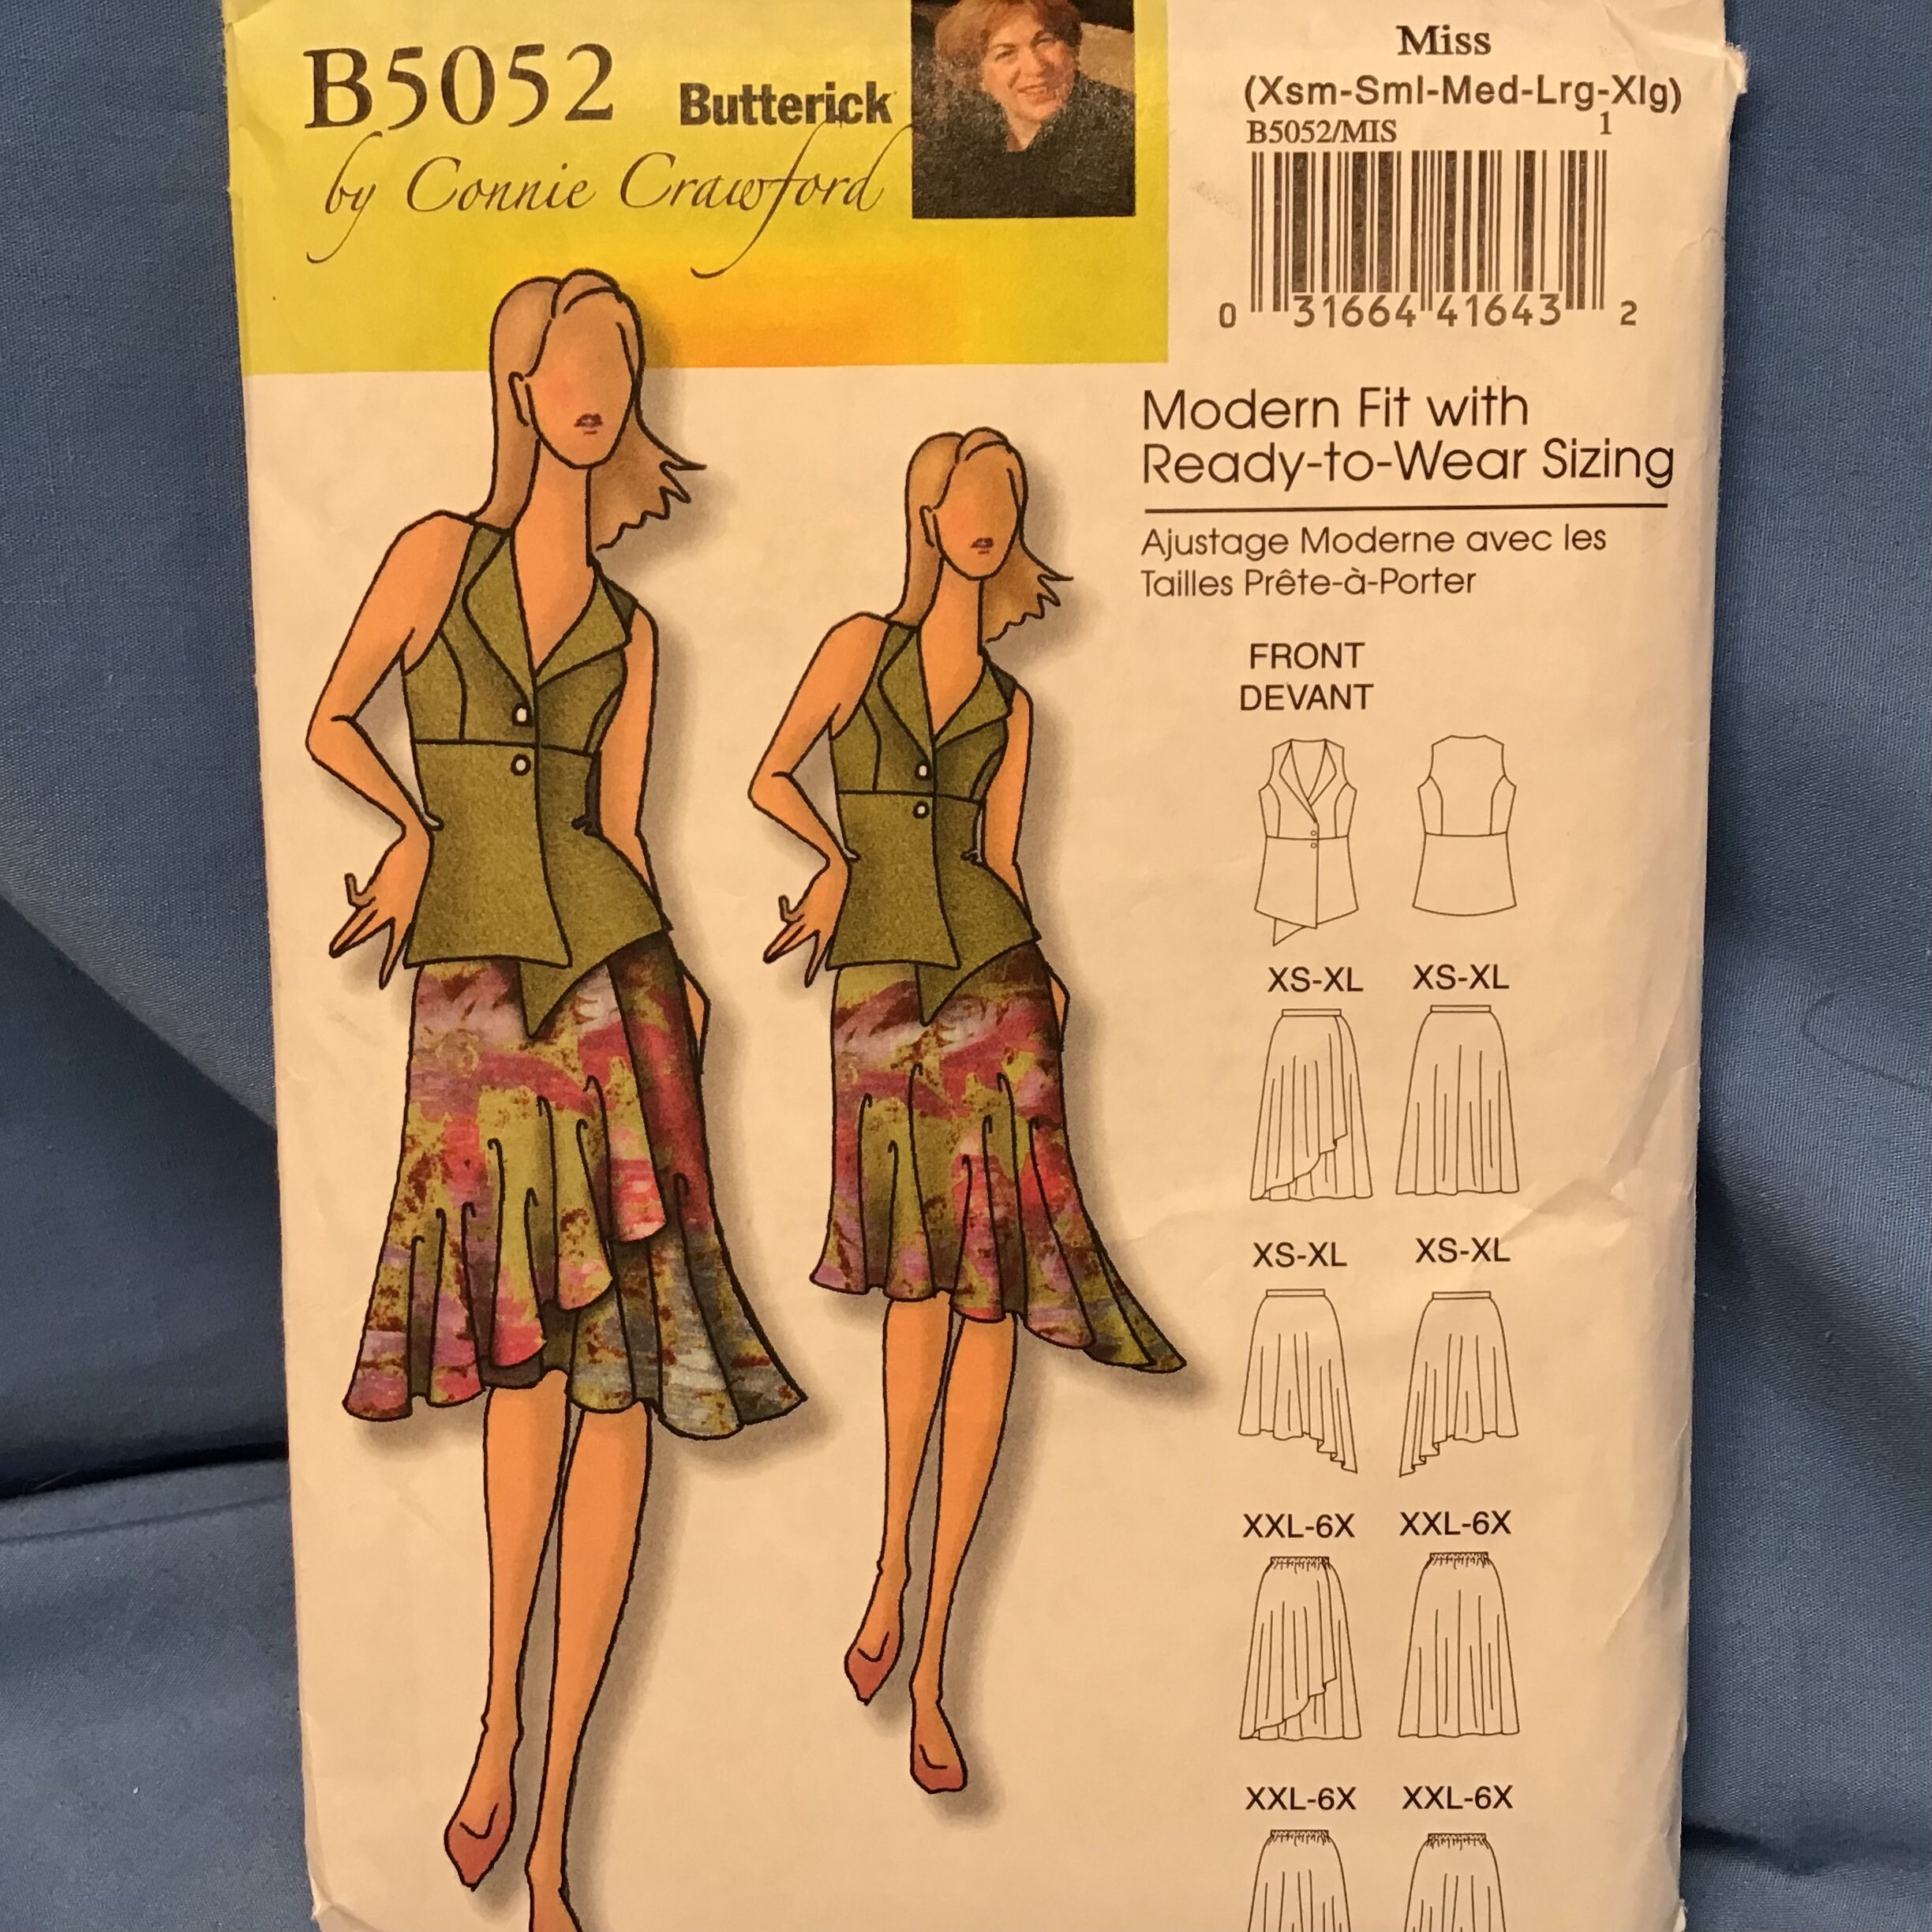 B5052 Butterick
by Connie Crawford
Miss
(Xsm-Sml-Med-Lrg-Xlg)
B5052/MIS 1
0 31664 41643 2
Modern Fit with
Ready-to-Wear Sizing
Ajustage Moderne avec les
Tailles Prête-à-Porter
FRONT
DEVANT
XS-XL XS-XL
XS-XL XS-XL
XXL-6X XXL-6X
XXL-6X XXL-6X